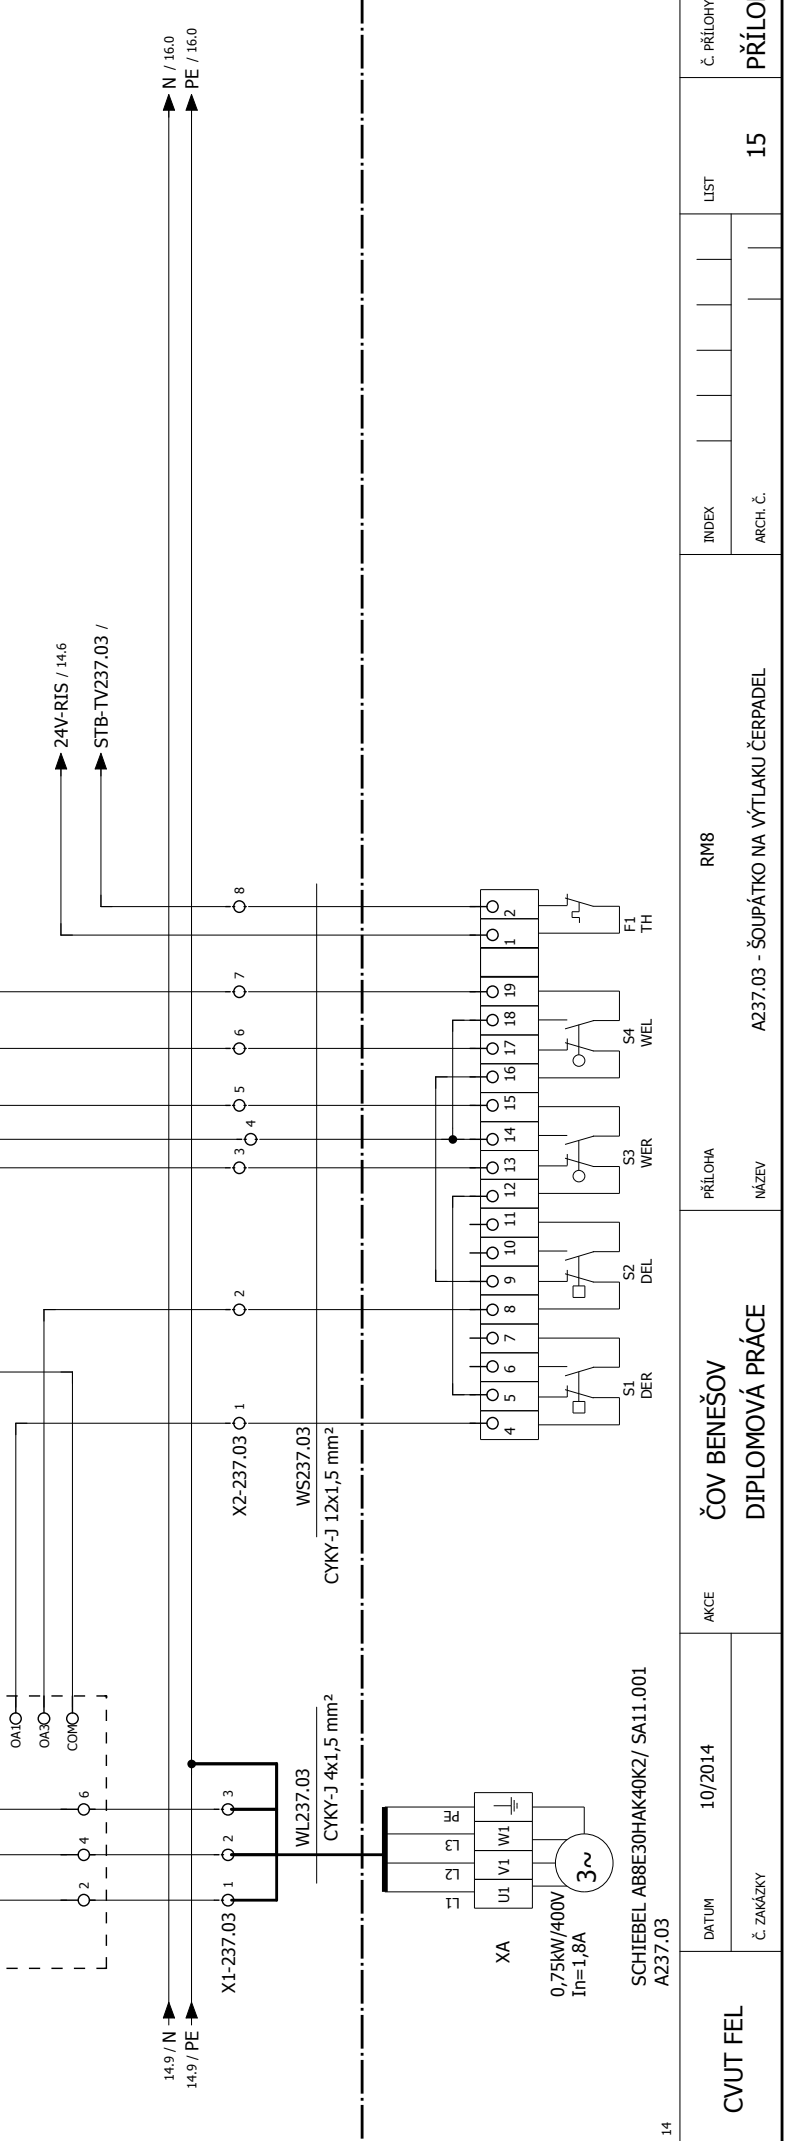 N / 16.0
PE / 16.0
24V-RIS / 14.6
STB-TV237.03 /
OA1
OA3
COM
2
4
6
14.9 / N
14.9 / PE
X1-237.03
1
2
3
X2-237.03
1
2
3
4
5
6
7
8
WL237.03
CYKY-J 4x1,5 mm²
WS237.03
CYKY-J 12x1,5 mm²
L1
L2
L3
PE
XA
U1
V1
W1
3~
0,75kW/400V
In=1,8A
SCHIEBEL AB8E30HAK40K2/ SA11.001
A237.03
4
5
6
7
8
9
10
11
12
13
14
15
16
17
18
19
1
2
S1
DER
S2
DEL
S3
WER
S4
WEL
F1
TH
14
CVUT FEL
DATUM
10/2014
Č. ZAKÁZKY
AKCE
ČOV BENEŠOV
DIPLOMOVÁ PRÁCE
PŘÍLOHA
RM8
NÁZEV
A237.03 - ŠOUPÁTKO NA VÝTLAKU ČERPADEL
INDEX
ARCH. Č.
LIST
15
Č. PŘÍLOHY